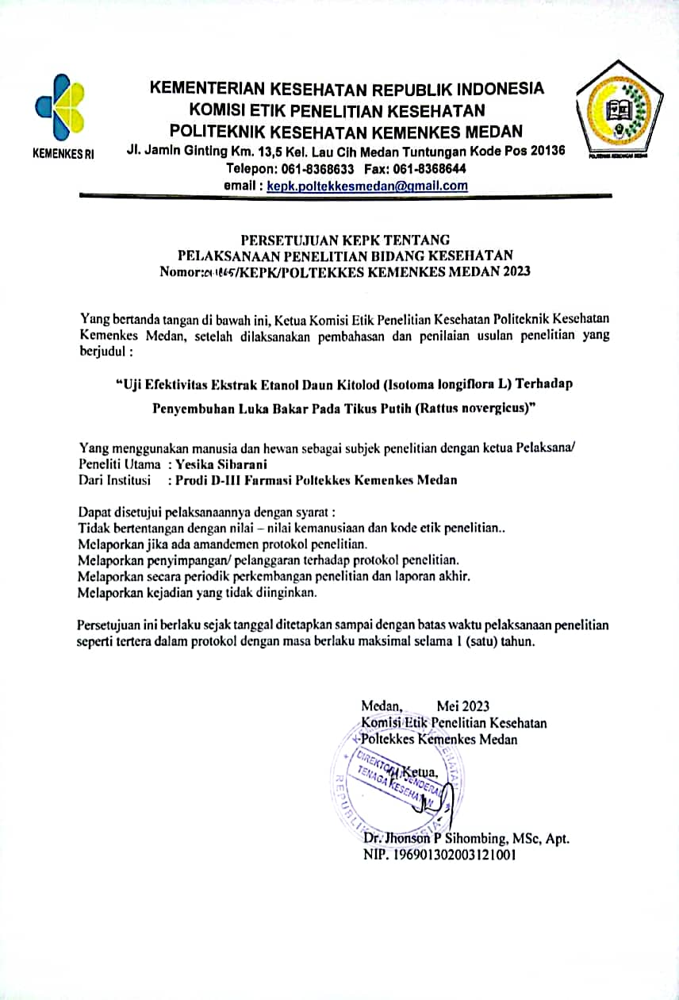 KEMENTERIAN KESEHATAN REPUBLIK INDONESIA
KOMISI ETIK PENELITIAN KESEHATAN
POLITEKNIK KESEHATAN KEMENKES MEDAN
KEMENKES RI
Jl. Jamin Ginting Km. 13,5 Kel. Lau Cih Medan Tuntungan Kode Pos 20136
Telepon: 061-8368633 Fax: 061-8368644
email : kepk.poltekkesmedan@gmail.com
PERSETUJUAN KEPK TENTANG
PELAKSANAAN PENELITIAN BIDANG KESEHATAN
Nomor: /KEPK/POLTEKKES KEMENKES MEDAN 2023
Yang bertanda tangan di bawah ini, Ketua Komisi Etik Penelitian Kesehatan Politeknik Kesehatan
Kemenkes Medan, setelah dilaksanakan pembahasan dan penilaian usulan penelitian yang
berjudul :
“Uji Efektivitas Ekstrak Etanol Daun Kitolod (Isotoma longiflora L) Terhadap
Penyembuhan Luka Bakar Pada Tikus Putih (Rattus novergicus)”
Yang menggunakan manusia dan hewan sebagai subjek penelitian dengan ketua Pelaksana/
Peneliti Utama : Yesika Sibarani
Dari Institusi : Prodi D-III Farmasi Poltekkes Kemenkes Medan
Dapat disetujui pelaksanaannya dengan syarat :
Tidak bertentangan dengan nilai – nilai kemanusiaan dan kode etik penelitian..
Melaporkan jika ada amandemen protokol penelitian.
Melaporkan penyimpangan/ pelanggaran terhadap protokol penelitian.
Melaporkan secara periodik perkembangan penelitian dan laporan akhir.
Melaporkan kejadian yang tidak diinginkan.
Persetujuan ini berlaku sejak tanggal ditetapkan sampai dengan batas waktu pelaksanaan penelitian
seperti tertera dalam protokol dengan masa berlaku maksimal selama 1 (satu) tahun.
Medan, Mei 2023
Komisi Etik Penelitian Kesehatan
Poltekkes Kemenkes Medan
Ketua,
DIREKTORAT JENDERAL
TENAGA KESEHATAN
Dr. Jhonson P Sihombing, MSc, Apt.
NIP. 196901302003121001